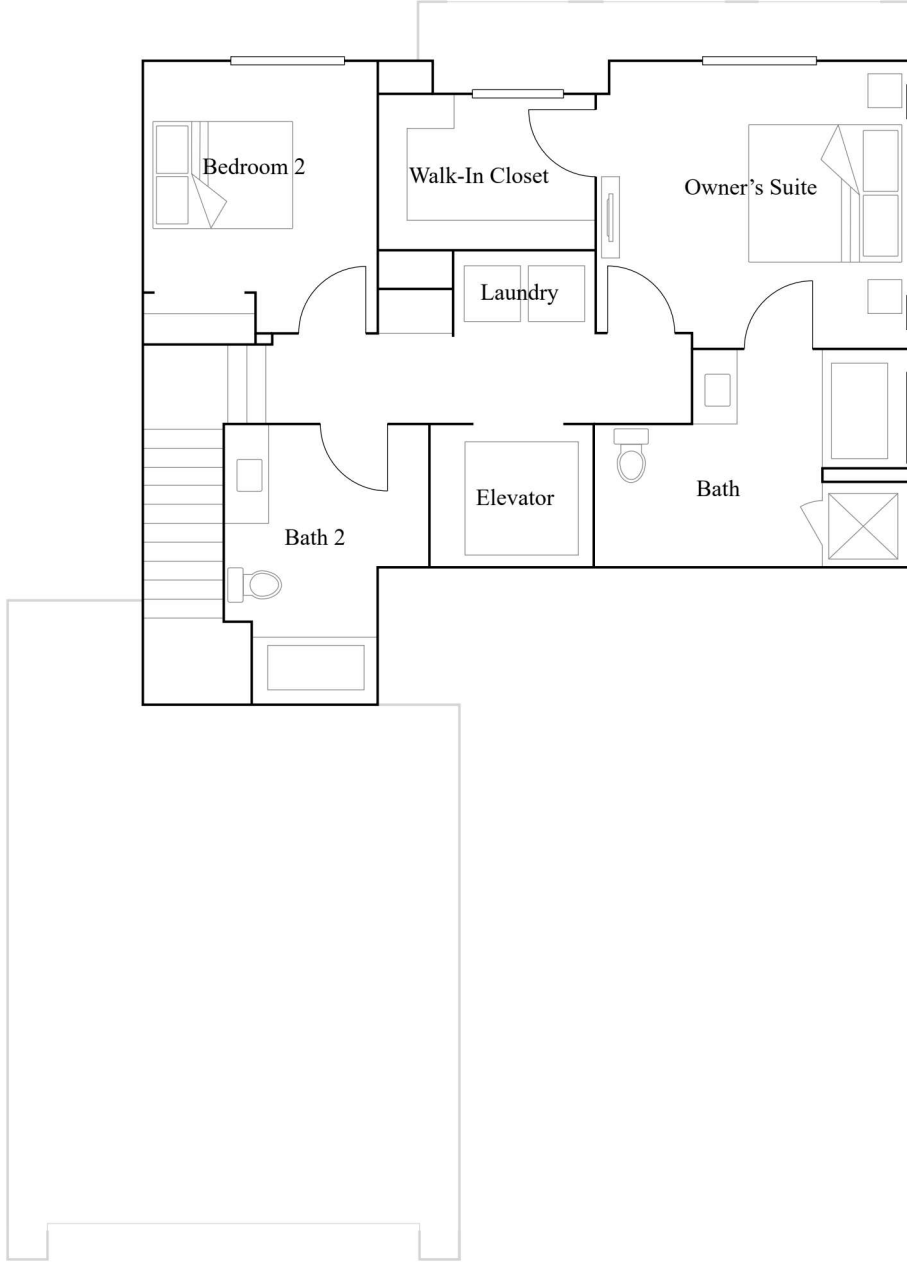 Bedroom 2
Walk-In Closet
Owner’s Suite
Laundry
Elevator
Bath
Bath 2